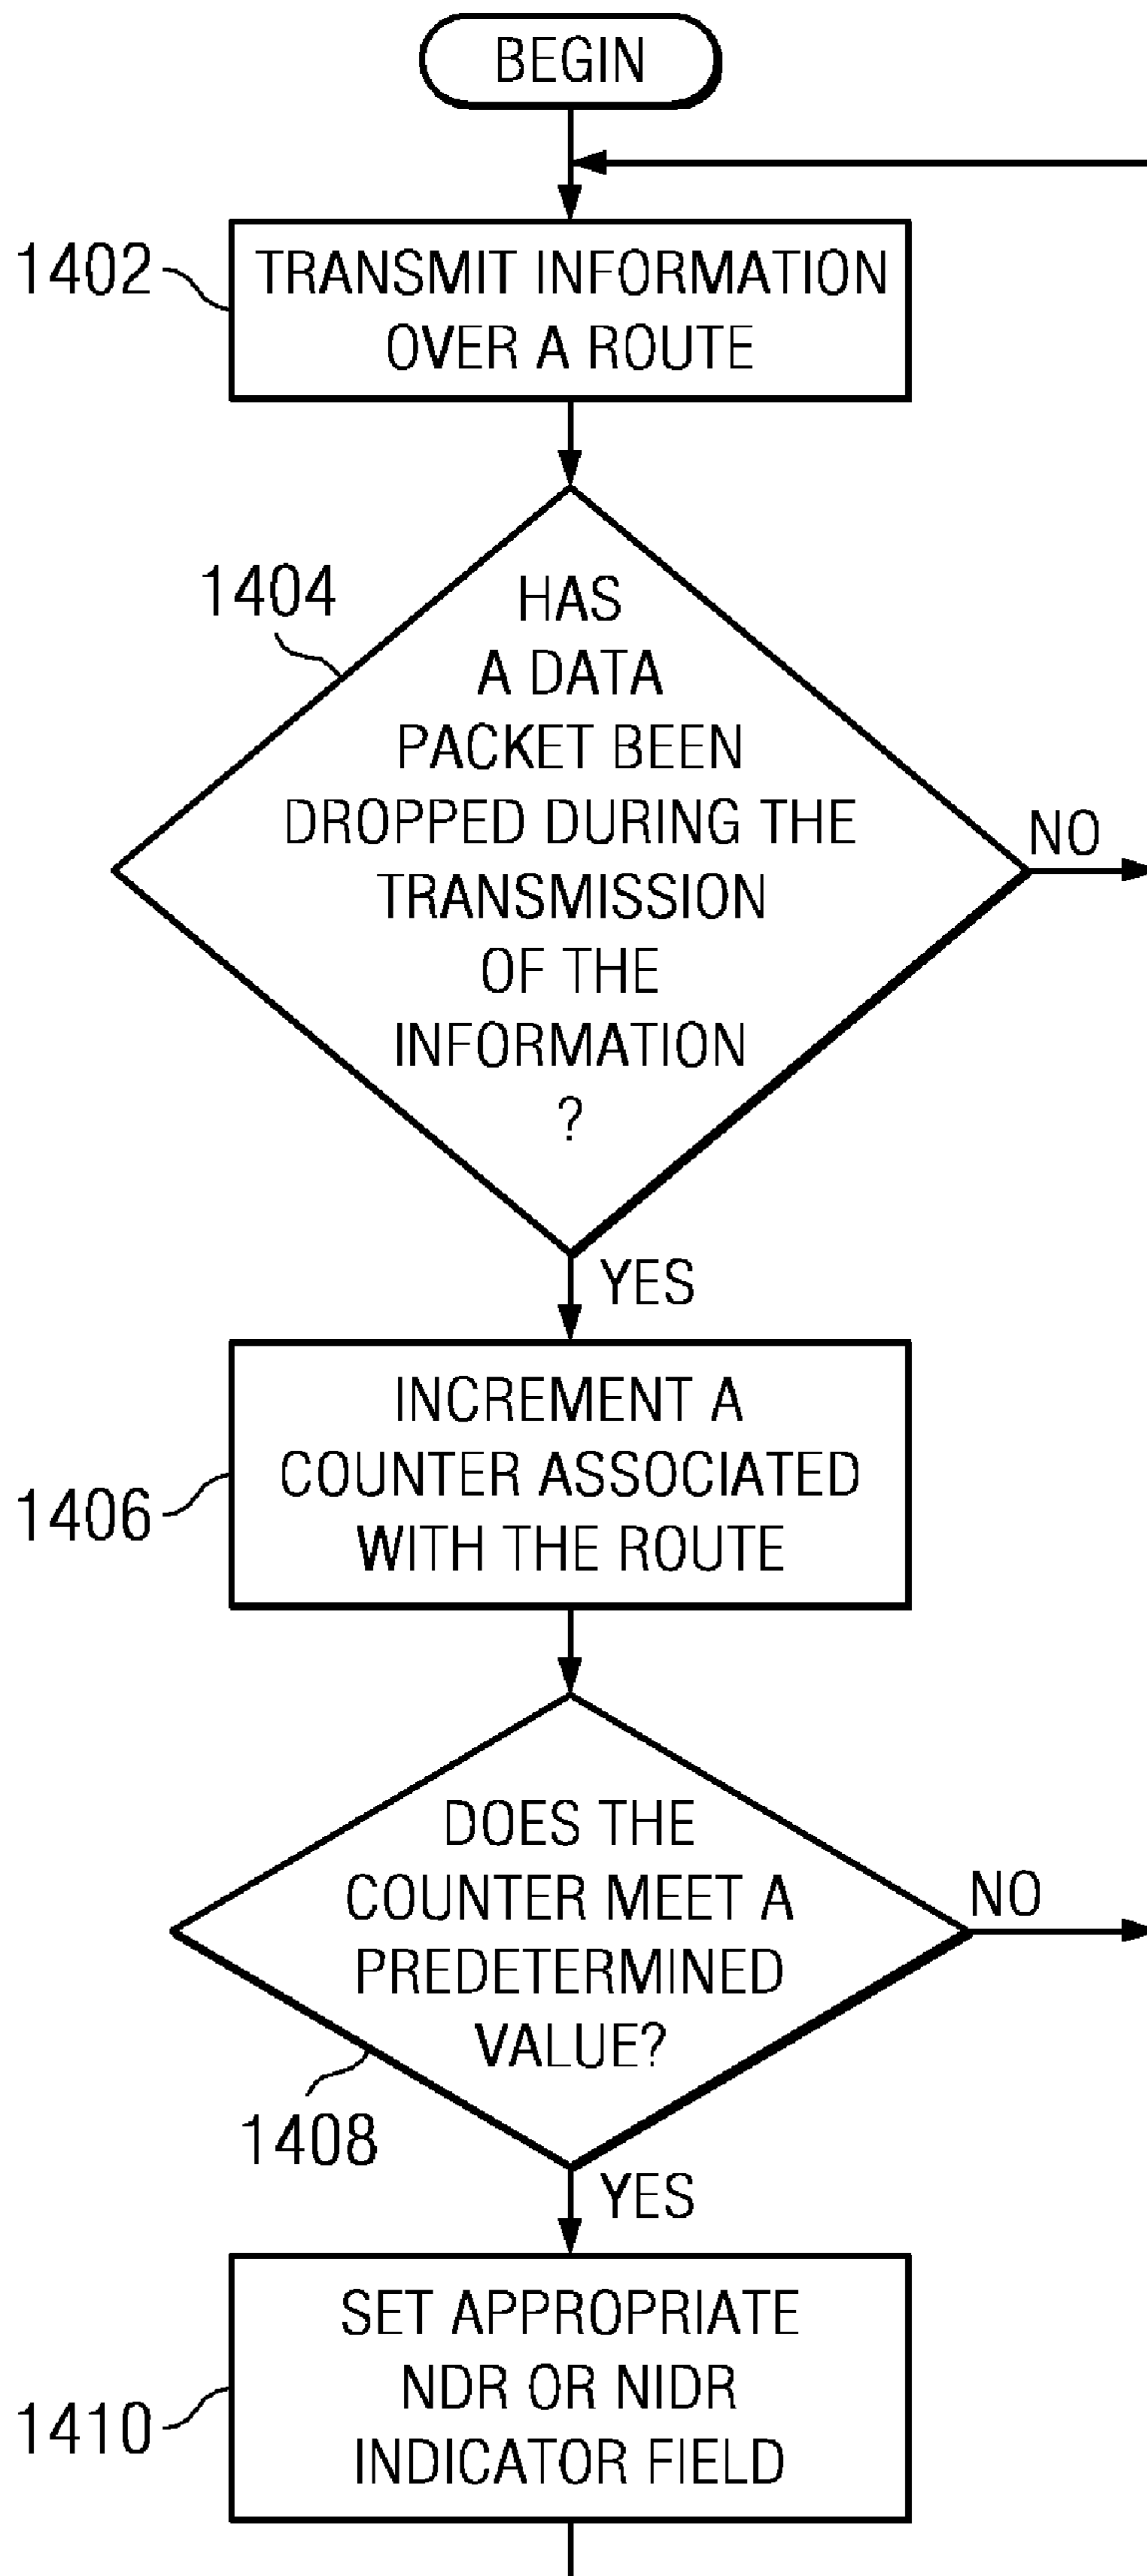 BEGIN
1402
TRANSMIT INFORMATION
OVER A ROUTE
1404
HAS
A DATA
PACKET BEEN
DROPPED DURING THE
TRANSMISSION
OF THE
INFORMATION
?
NO
YES
1406
INCREMENT A
COUNTER ASSOCIATED
WITH THE ROUTE
DOES THE
COUNTER MEET A
PREDETERMINED
VALUE?
NO
1408
YES
1410
SET APPROPRIATE
NDR OR NIDR
INDICATOR FIELD